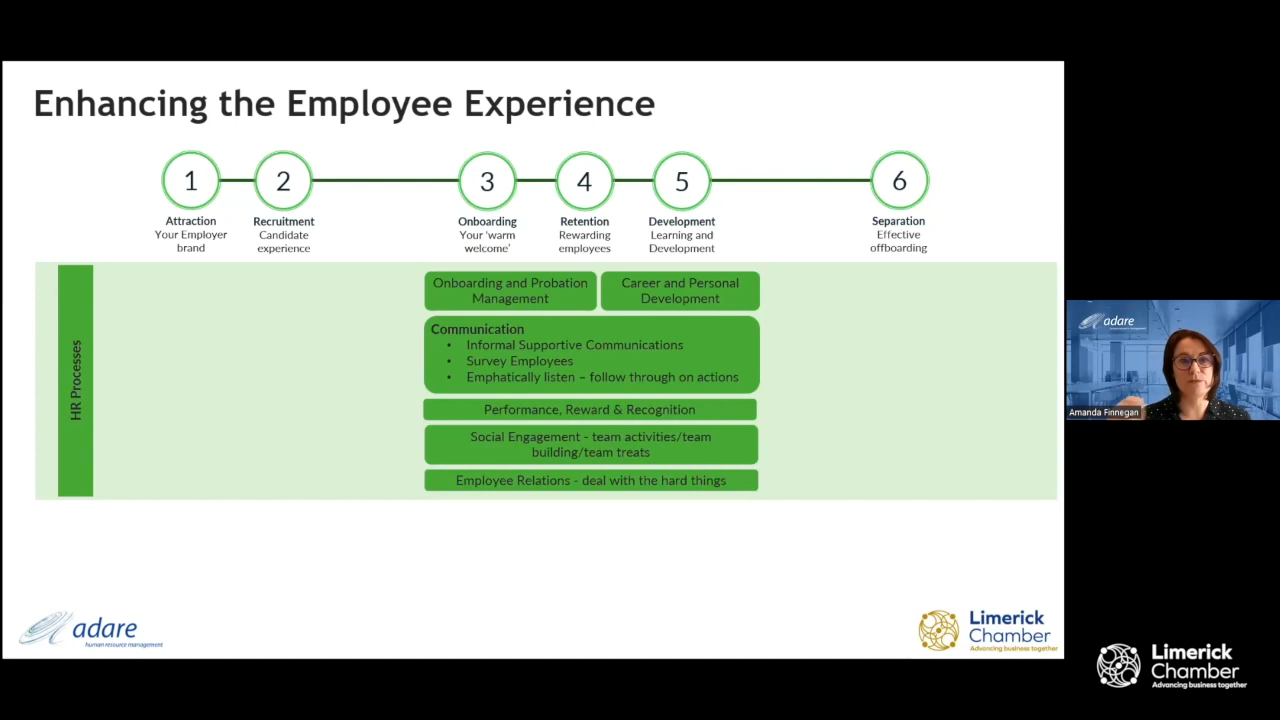 Enhancing the Employee Experience
1
2
3
4
5
6
Attraction
Your Employer
brand
Recruitment
Candidate
experience
Onboarding
Your ‘warm
welcome’
Retention
Rewarding
employees
Development
Learning and
Development
Separation
Effective
offboarding
HR Processes
Onboarding and Probation
Management
Career and Personal
Development
Communication
• Informal Supportive Communications
• Survey Employees
• Emphatically listen – follow through on actions
Performance, Reward & Recognition
Social Engagement - team activities/team
building/team treats
Employee Relations - deal with the hard things
adare
human resource management
Limerick
Chamber
Advancing business together
adare
Amanda Finnegan
Limerick
Chamber
Advancing business together